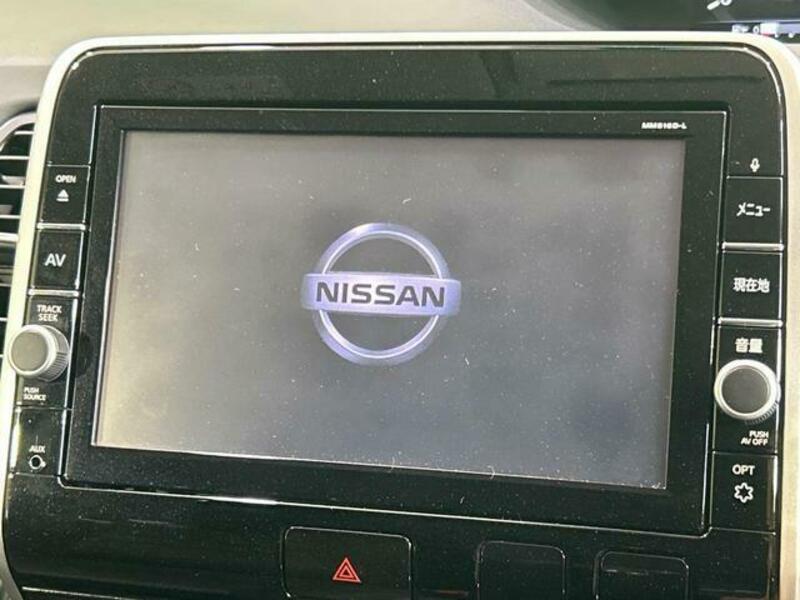 MM516D-L
OPEN
AV
TRACK
SEEK
PUSH
SOURCE
AUX
NISSAN
メニュー
現在地
音量
PUSH
AV OFF
OPT